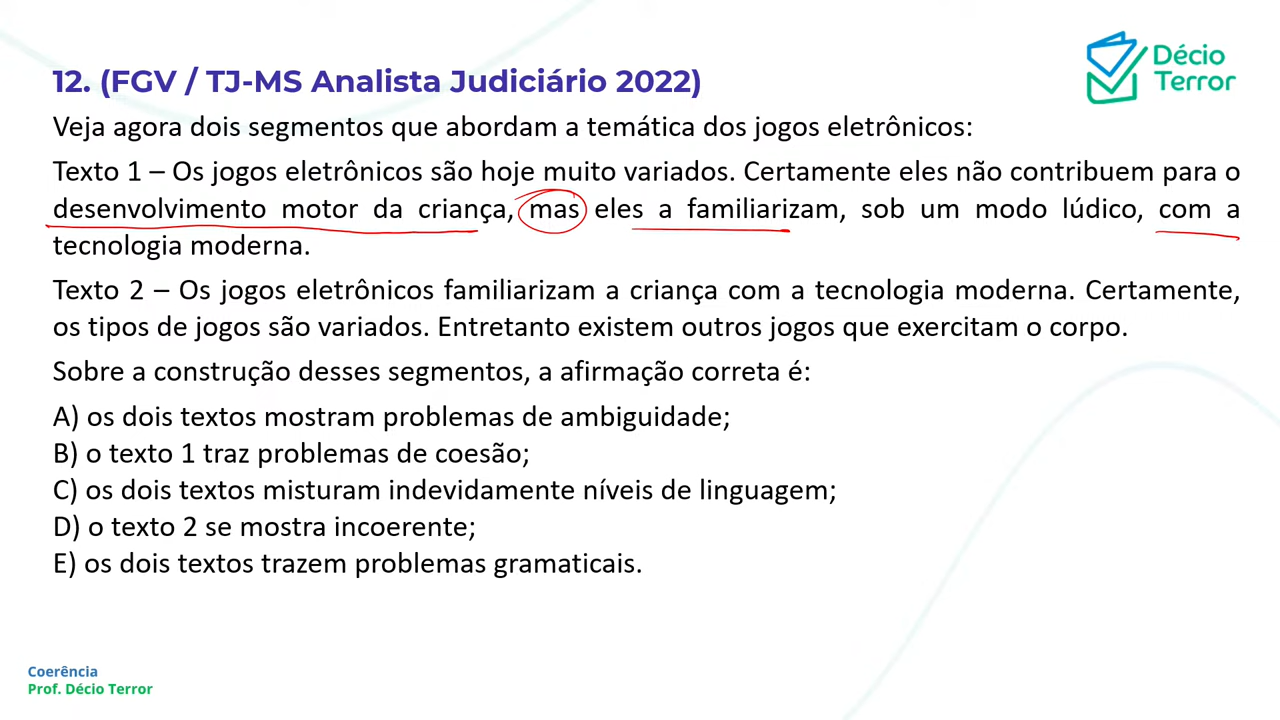 Décio
Terror
12. (FGV / TJ-MS Analista Judiciário 2022)
Veja agora dois segmentos que abordam a temática dos jogos eletrônicos:
Texto 1 – Os jogos eletrônicos são hoje muito variados. Certamente eles não contribuem para o
desenvolvimento motor da criança, mas eles a familiarizam, sob um modo lúdico, com a
tecnologia moderna.
Texto 2 – Os jogos eletrônicos familiarizam a criança com a tecnologia moderna. Certamente,
os tipos de jogos são variados. Entretanto existem outros jogos que exercitam o corpo.
Sobre a construção desses segmentos, a afirmação correta é:
A) os dois textos mostram problemas de ambiguidade;
B) o texto 1 traz problemas de coesão;
C) os dois textos misturam indevidamente níveis de linguagem;
D) o texto 2 se mostra incoerente;
E) os dois textos trazem problemas gramaticais.
Coerência
Prof. Décio Terror